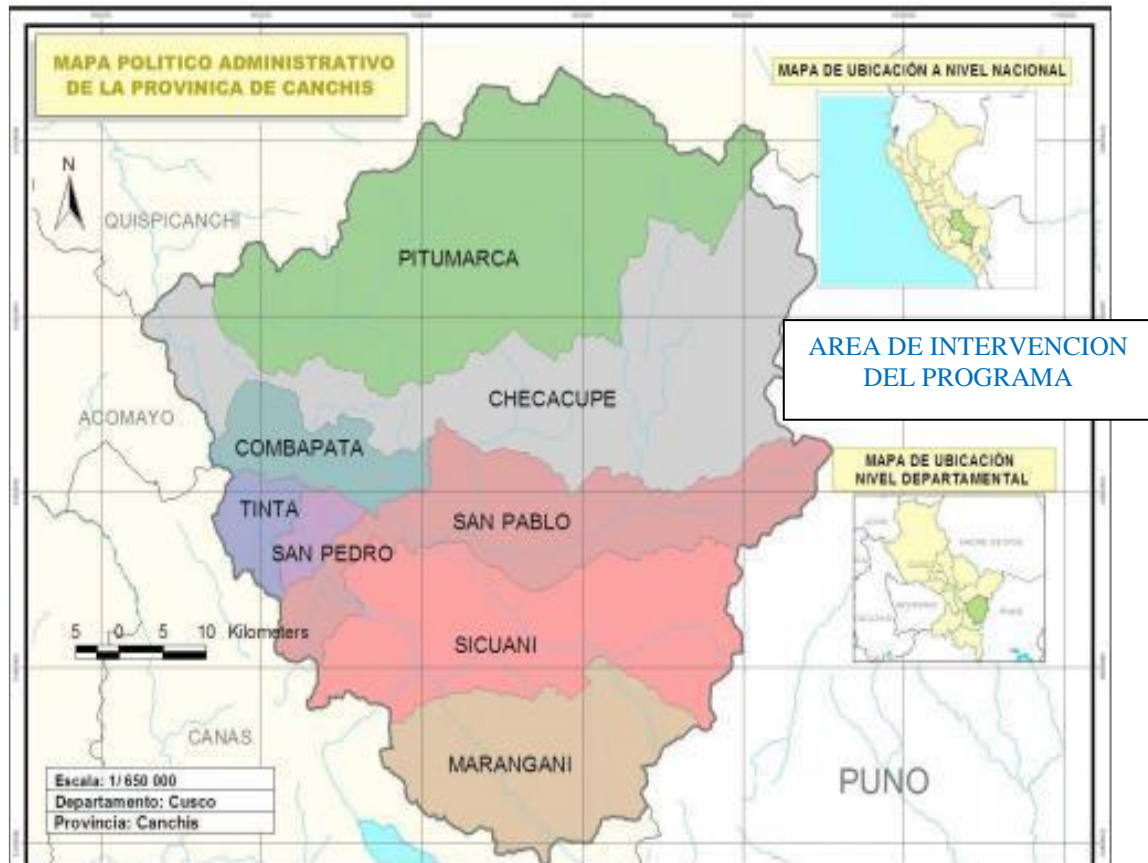 MAPA POLITICO ADMINISTRATIVO
DE LA PROVINICA DE CANCHIS
MAPA DE UBICACIÓN A NIVEL NACIONAL
N
QUISPICANCHI
PITUMARCA
AREA DE INTERVENCION
DEL PROGRAMA
CHECACUPE
ACOMAYO
COMBAPATA
MAPA DE UBICACIÓN
NIVEL DEPARTAMENTAL
TINTA
SAN PABLO
SAN PEDRO
5 0 5 10 Kilometers
SICUANI
CANAS
MARANGANI
PUNO
Escala: 1/ 650 000
Departamento: Cusco
Provincia: Canchis